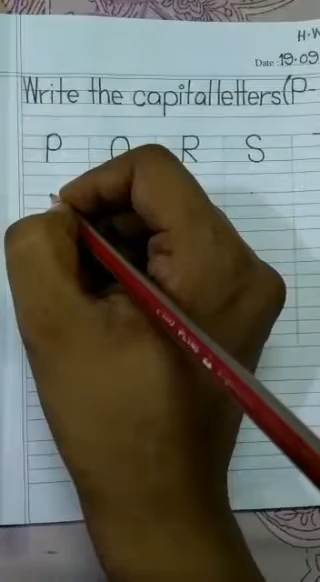 H.W
Date: 19.09
Write the capital letters (P-
P Q R S